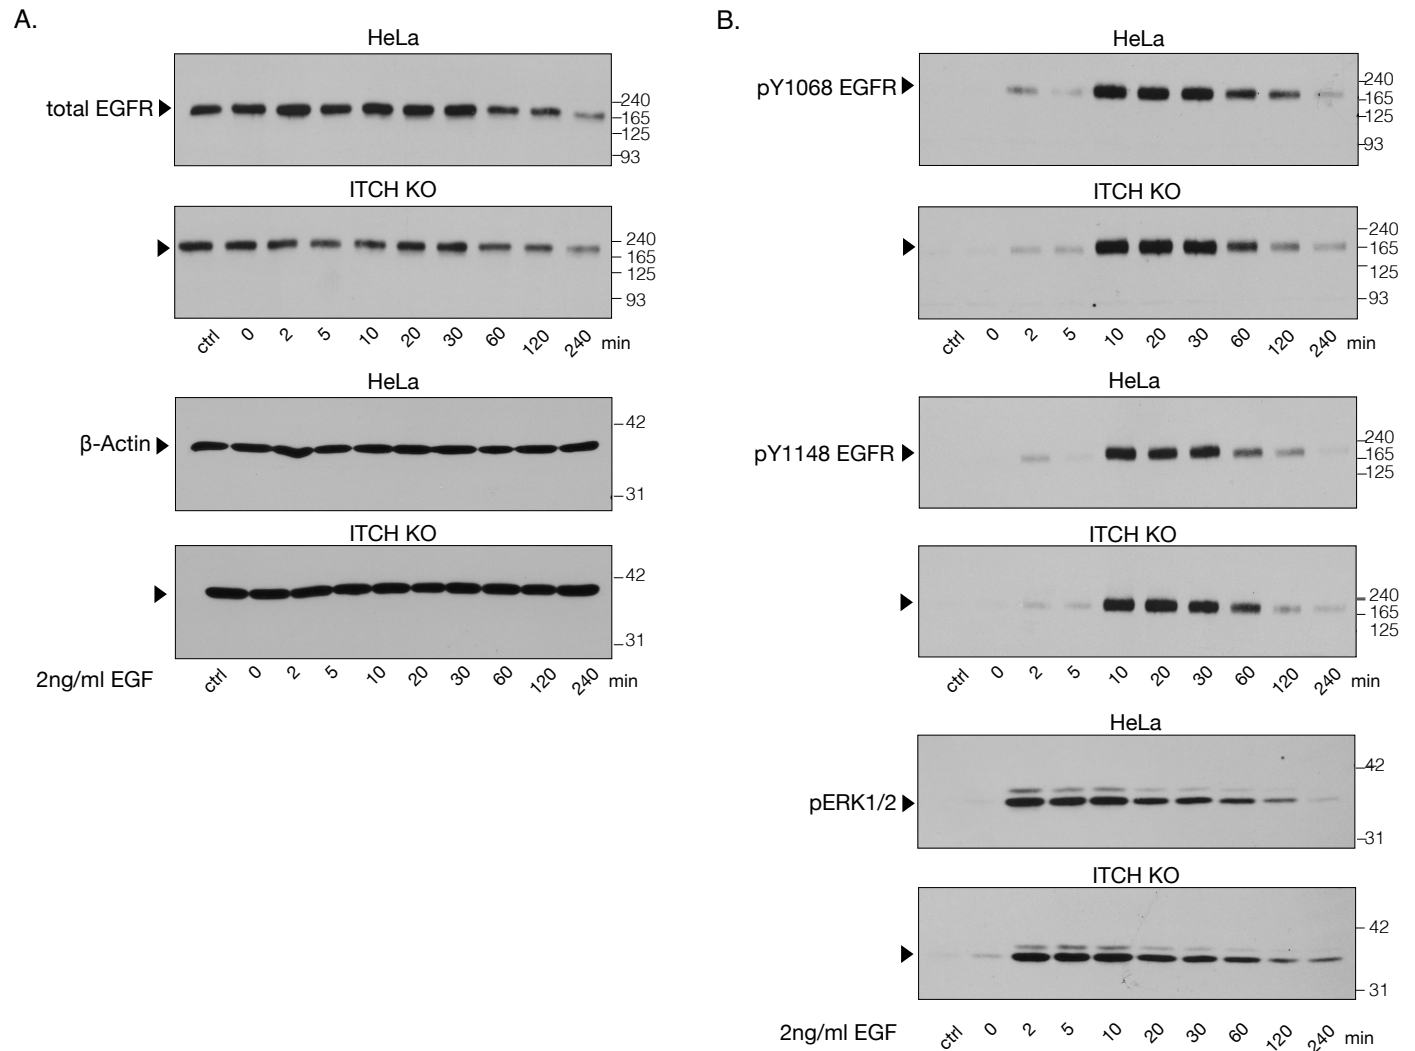 A.
HeLa
total EGFR
240
165
125
93
ITCH KO
240
165
125
93
ctrl 0 2 5 10 20 30 60 120 240 min
HeLa
β-Actin
42
31
ITCH KO
42
31
2ng/ml EGF ctrl 0 2 5 10 20 30 60 120 240 min
B.
HeLa
pY1068 EGFR
240
165
125
93
ITCH KO
240
165
125
93
ctrl 0 2 5 10 20 30 60 120 240 min
HeLa
pY1148 EGFR
240
165
125
ITCH KO
240
165
125
ctrl 0 2 5 10 20 30 60 120 240 min
HeLa
pERK1/2
42
31
ITCH KO
42
31
2ng/ml EGF ctrl 0 2 5 10 20 30 60 120 240 min